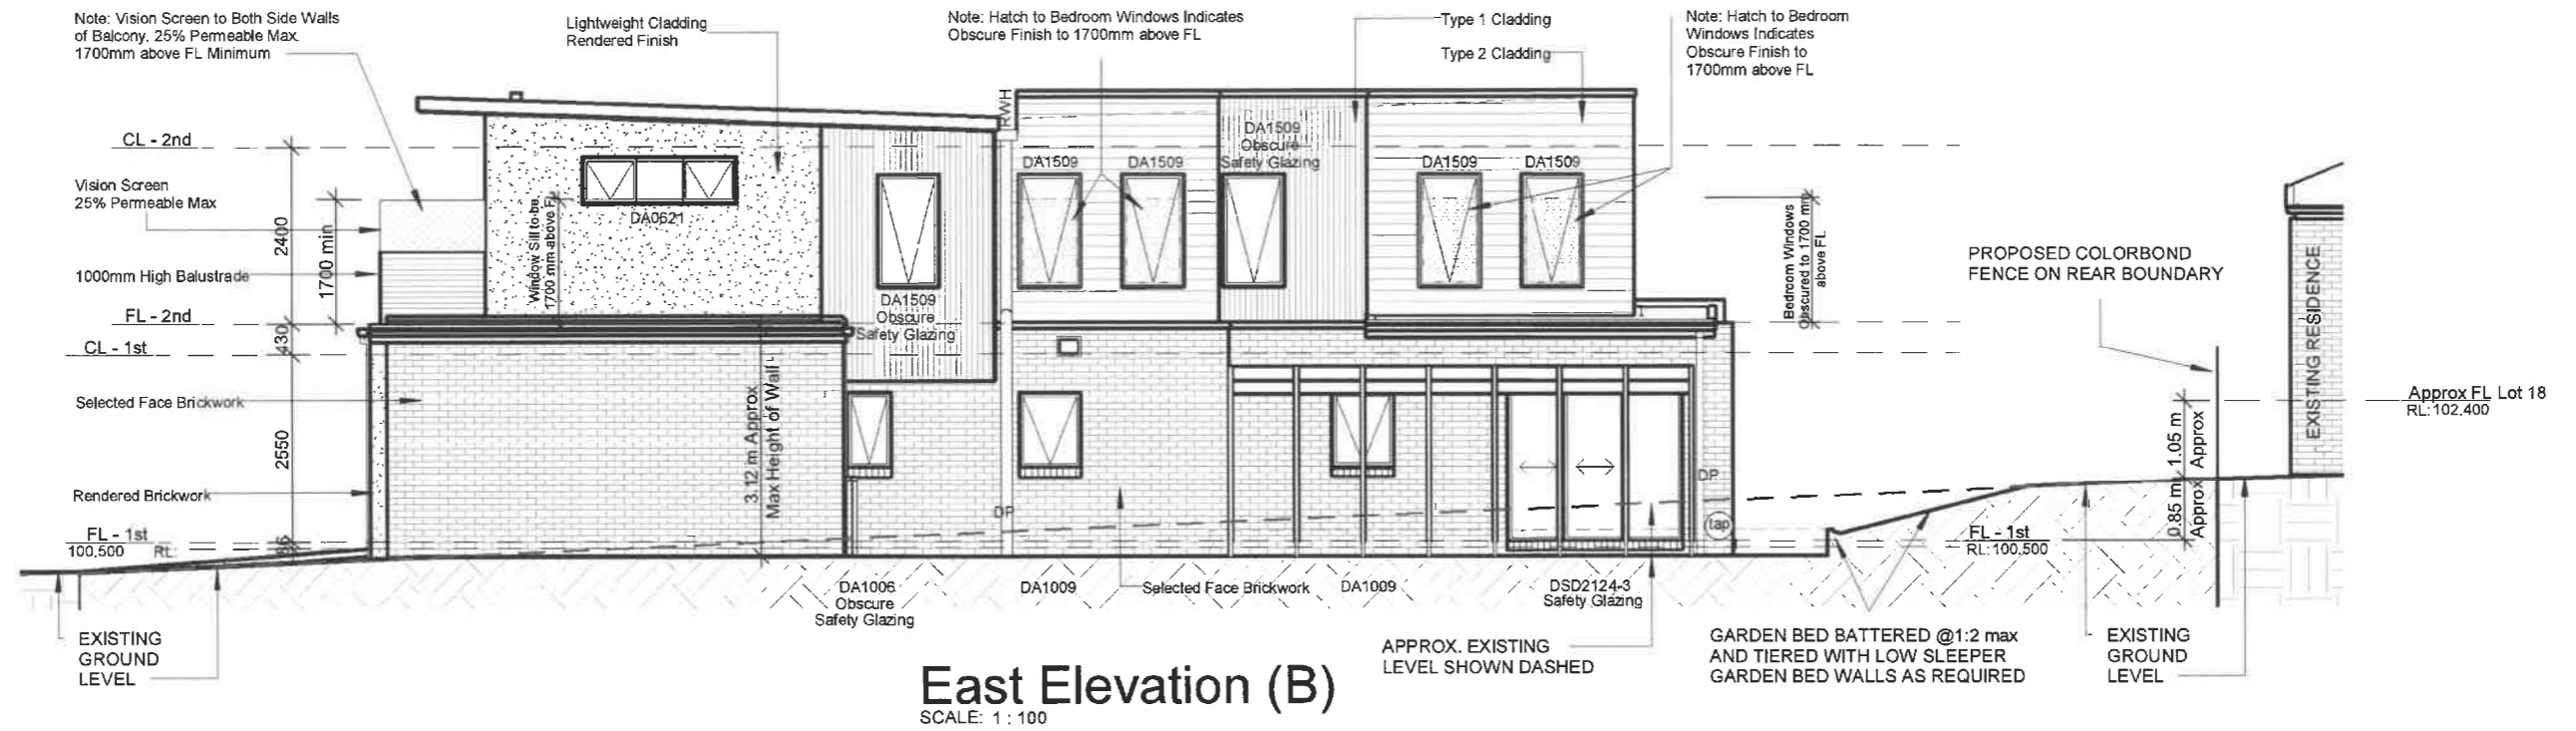 Note: Vision Screen to Both Side Walls
of Balcony. 25% Permeable Max.
1700mm above FL Minimum
Lightweight Cladding
Rendered Finish
Note: Hatch to Bedroom Windows Indicates
Obscure Finish to 1700mm above FL
Type 1 Cladding
Type 2 Cladding
Note: Hatch to Bedroom
Windows Indicates
Obscure Finish to
1700mm above FL
RWH
CL - 2nd
Vision Screen
25% Permeable Max
1000mm High Balustrade
FL - 2nd
CL - 1st
Selected Face Brickwork
Rendered Brickwork
FL - 1st
100.500 RL:
2400
1700 min
430
2550
86
DA0621
Window Sill to be
1700 mm above FL
DA1509
Obscure
Safety Glazing
DA1509
DA1509
DA1509
Obscure
Safety Glazing
DA1509
DA1509
Bedroom Windows
Obscured to 1700 mm
above FL
PROPOSED COLORBOND
FENCE ON REAR BOUNDARY
EXISTING RESIDENCE
Approx FL Lot 18
RL:102.400
1.05 m
Approx
0.85 m
Approx
3.12 m Approx
Max Height of Wall
DP
DP
tap
FL - 1st
RL:100.500
DA1006
Obscure
Safety Glazing
DA1009
Selected Face Brickwork
DA1009
DSD2124-3
Safety Glazing
EXISTING
GROUND
LEVEL
APPROX. EXISTING
LEVEL SHOWN DASHED
GARDEN BED BATTERED @1:2 max
AND TIERED WITH LOW SLEEPER
GARDEN BED WALLS AS REQUIRED
EXISTING
GROUND
LEVEL
East Elevation (B)
SCALE: 1 : 100